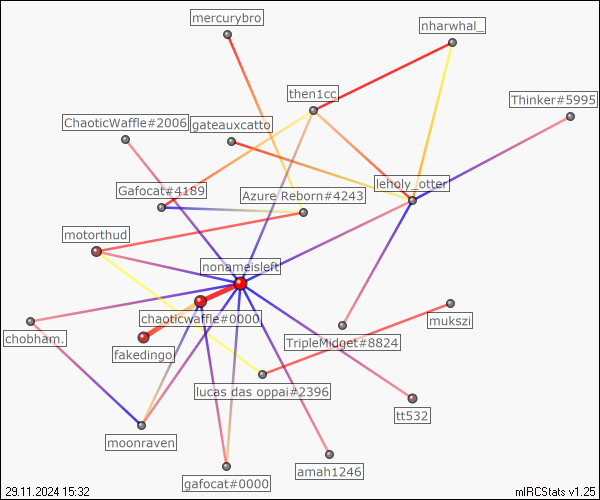 mercurybro
nharwhal_
then1cc
Thinker#5995
ChaoticWaffle#2006
gateauxcatto
leholy_otter
Gafocat#4189
Azure Reborn#4243
motorthud
nonameisleft
chaoticwaffle#0000
mukszi
chobham.
TripleMidget#8824
fakedingo
lucas das oppai#2396
tt532
moonraven
amah1246
gafocat#0000
29.11.2024 15:32
mIRCStats v1.25